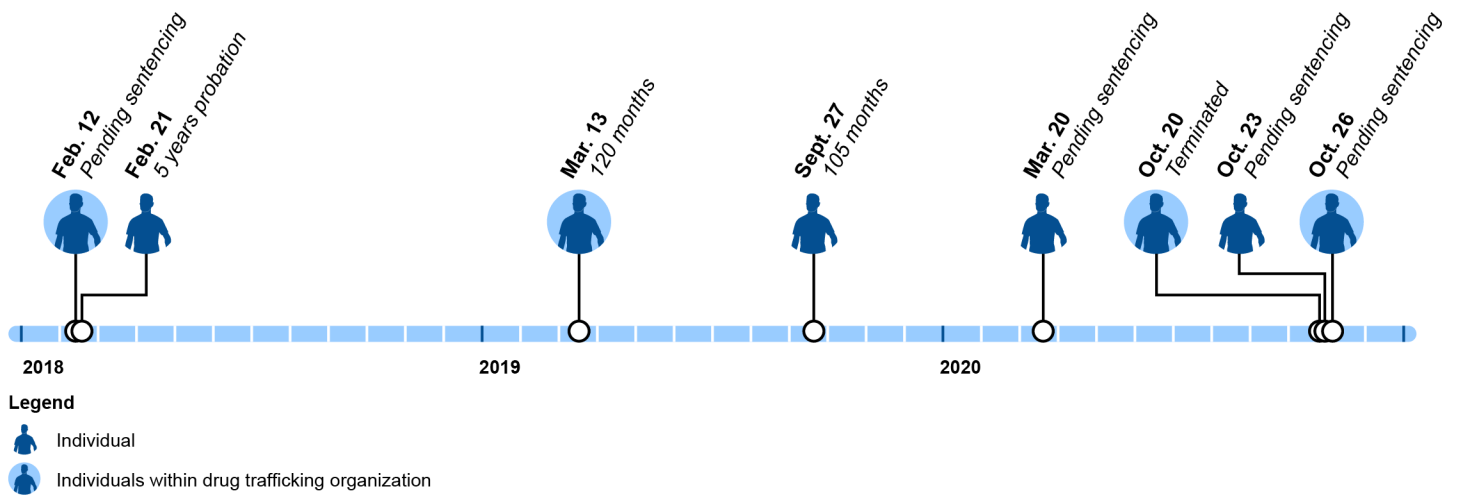 Feb. 12
Pending sentencing
Feb. 21
5 years probation
Mar. 13
120 months
Sept. 27
105 months
Mar. 20
Pending sentencing
Oct. 20
Terminated
Oct. 23
Pending sentencing
Oct. 26
Pending sentencing
2018
2019
2020
Legend
Individual
Individuals within drug trafficking organization